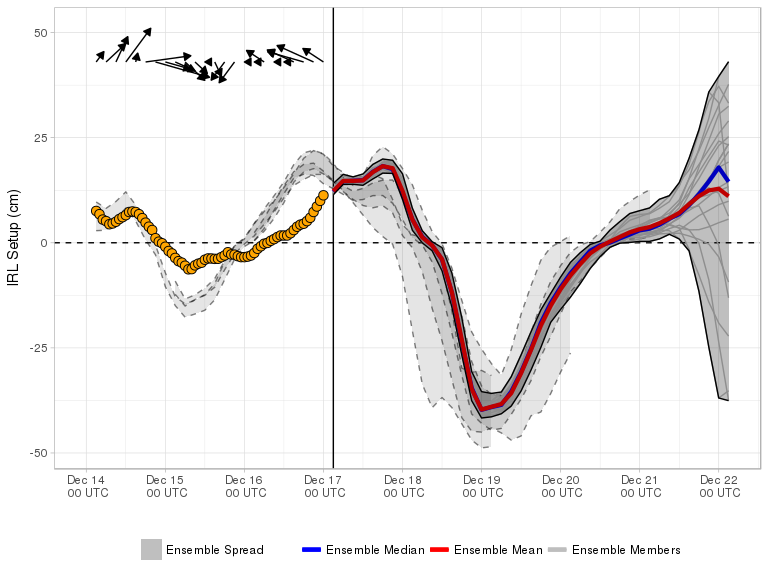 50
25
0
-25
-50
IRL Setup (cm)
Dec 14 Dec 15 Dec 16 Dec 17 Dec 18 Dec 19 Dec 20 Dec 21 Dec 22
00 UTC 00 UTC 00 UTC 00 UTC 00 UTC 00 UTC 00 UTC 00 UTC 00 UTC
Ensemble Spread Ensemble Median Ensemble Mean Ensemble Members